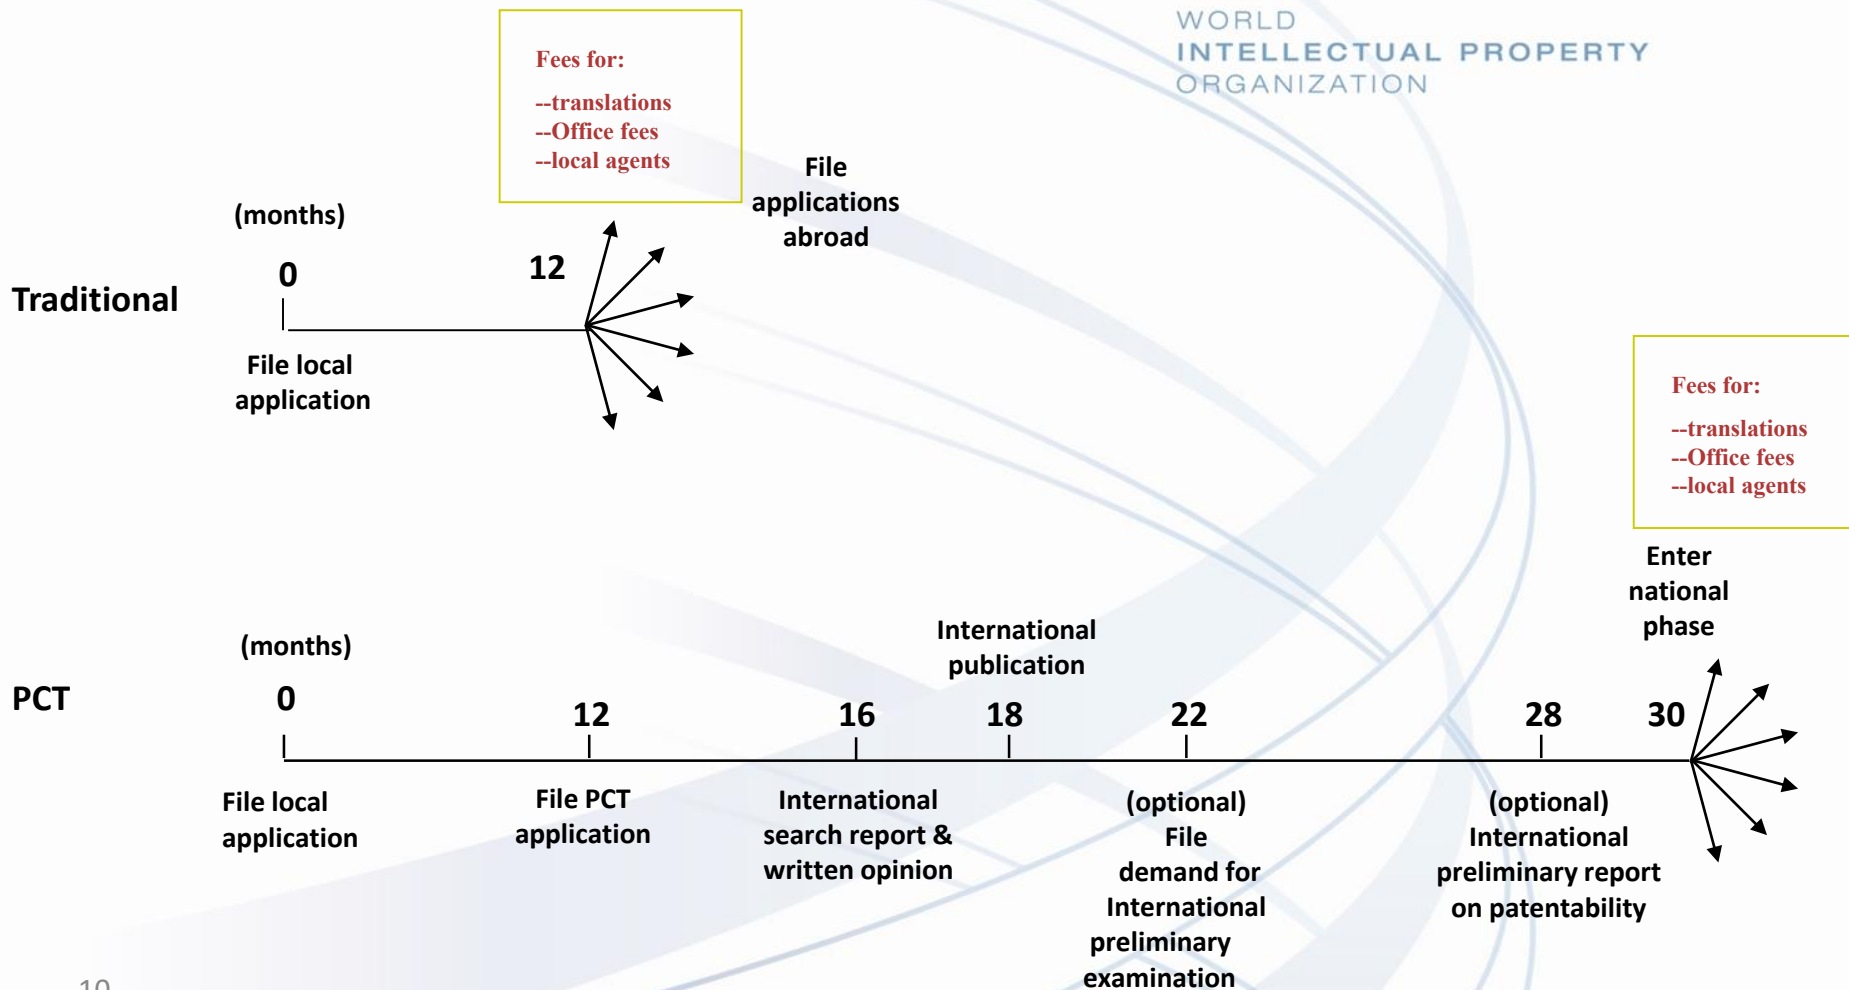 WORLD
INTELLECTUAL PROPERTY
ORGANIZATION
Fees for:
--translations
--Office fees
--local agents
File
applications
abroad
(months)
0
12
Traditional
File local
application
Fees for:
--translations
--Office fees
--local agents
Enter
national
phase
International
publication
(months)
PCT
0
12
16
18
22
28
30
File local
application
File PCT
application
International
search report &
written opinion
(optional)
File
demand for
International
preliminary
examination
(optional)
International
preliminary report
on patentability
10